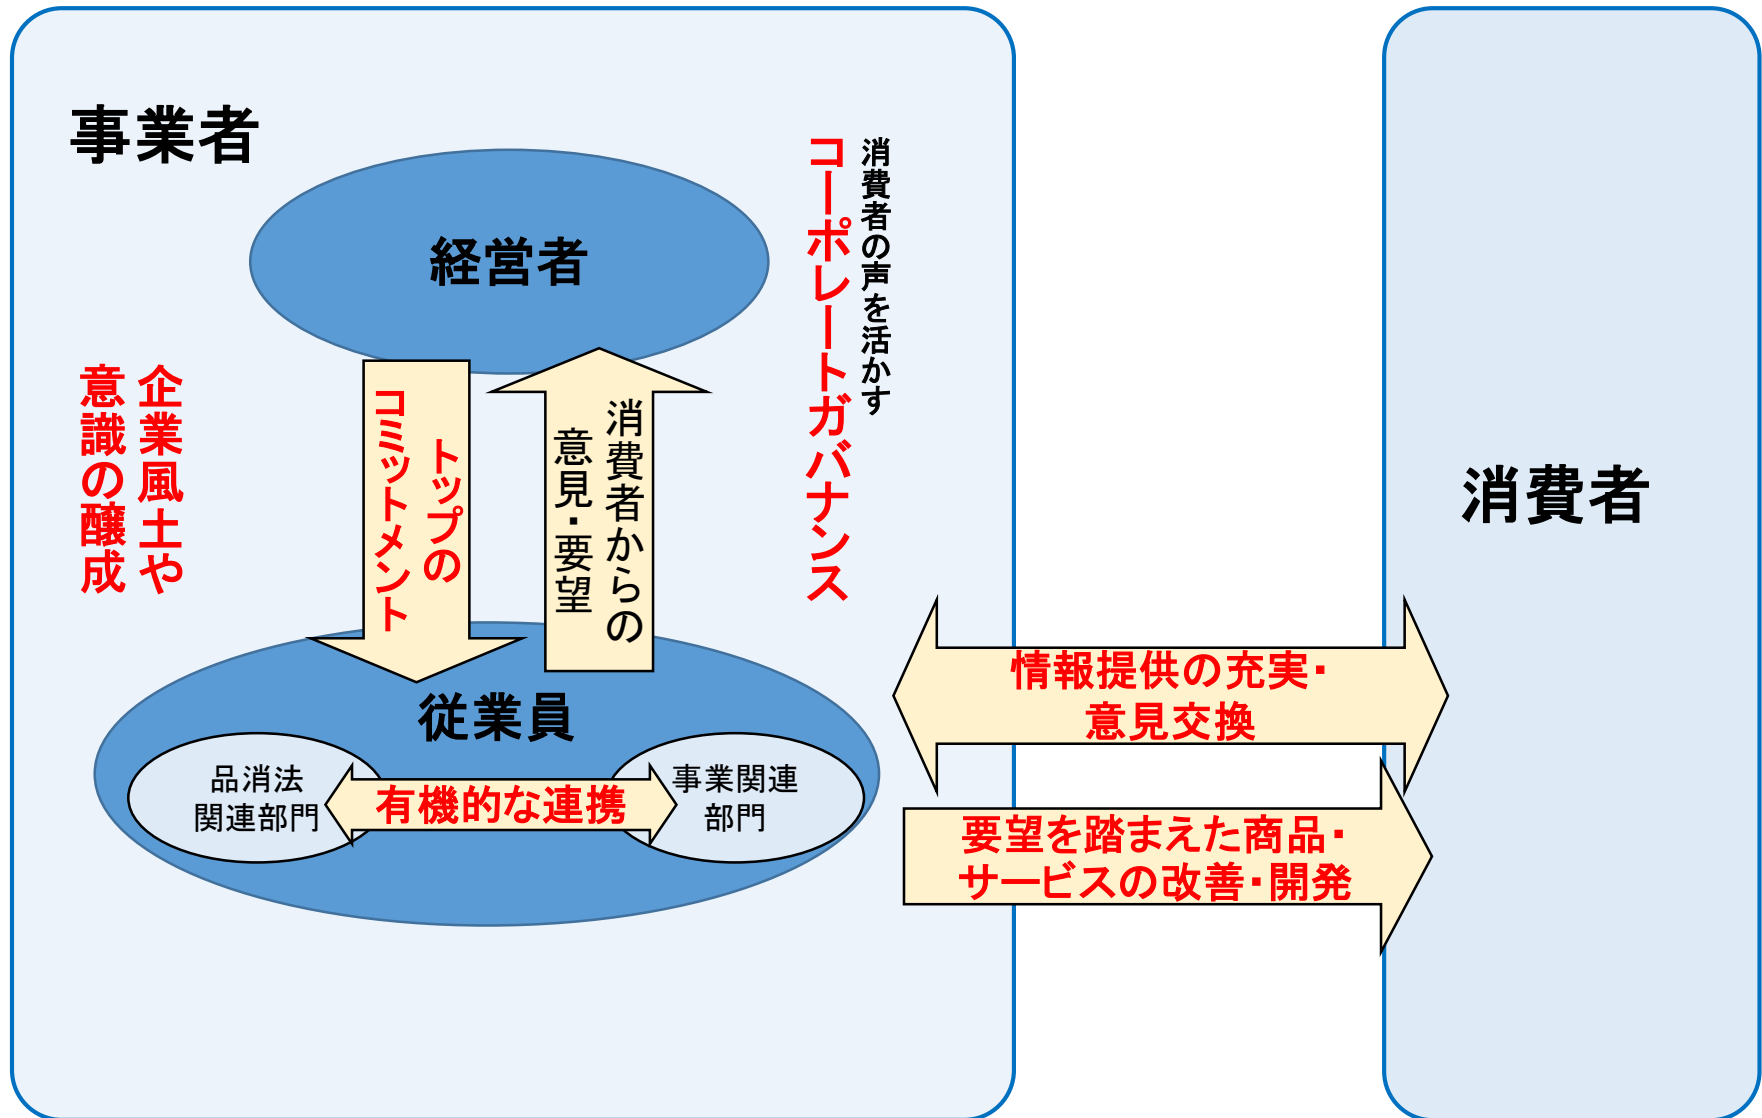 事業者
経営者
消費者の声を活かす
コーポレートガバナンス
企業風土や
意識の醸成
トップの
コミットメント
消費者からの
意見・要望
消費者
従業員
品消法
関連部門
有機的な連携
事業関連
部門
情報提供の充実・
意見交換
要望を踏まえた商品・
サービスの改善・開発